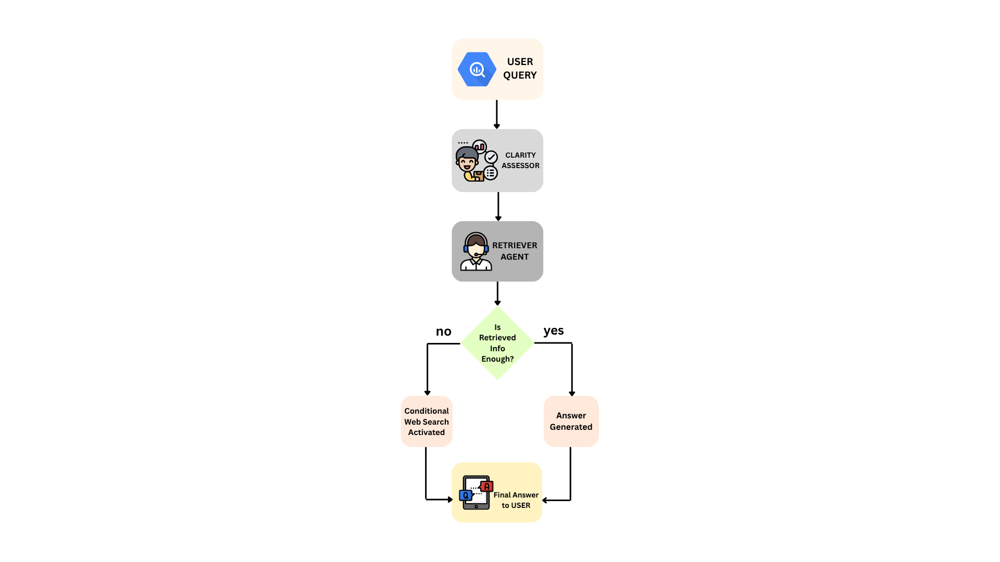 USER
QUERY
CLARITY
ASSESSOR
RETRIEVER
AGENT
Is
Retrieved
Info
Enough?
no
yes
Conditional
Web Search
Activated
Answer
Generated
A
Q
Final Answer
to USER